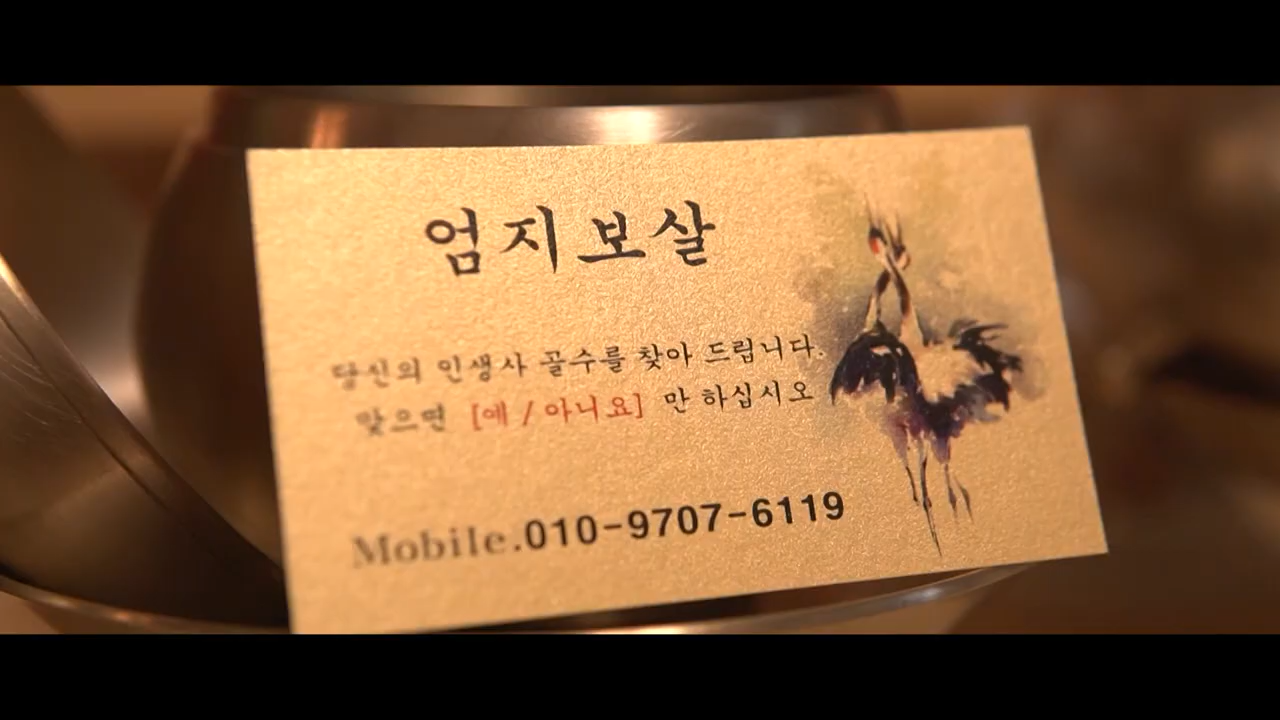 엄지보살
당신의 인생사 골수를 찾아 드립니다.
맞으면 [예 / 아니요] 만 하십시오
Mobile.010-9707-6119